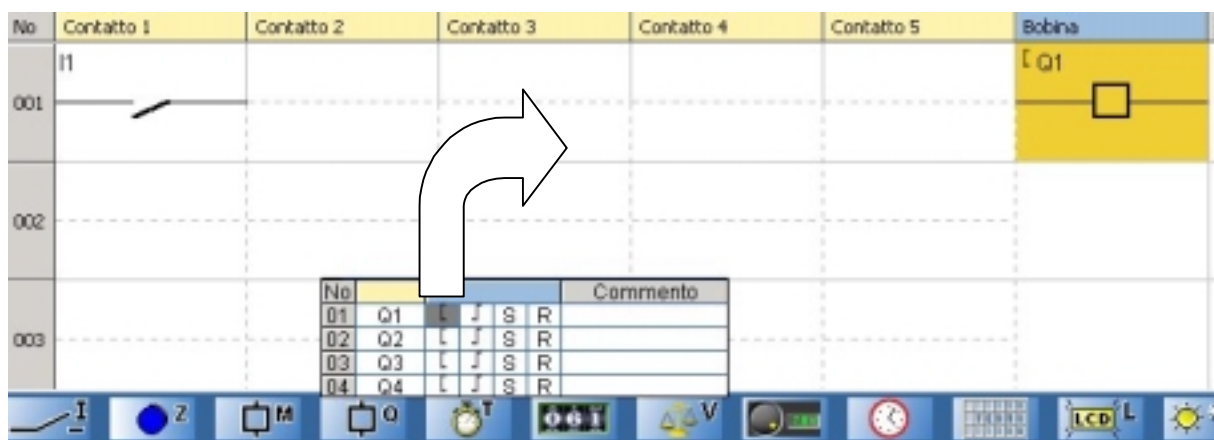 No Contatto 1 Contatto 2 Contatto 3 Contatto 4 Contatto 5 Bobina
I1 [ Q1
001
002
No Commento
01 Q1 [ ʃ S R
02 Q2 [ ʃ S R
003
03 Q3 [ ʃ S R
04 Q4 [ ʃ S R
I Z M Q T V LCD L